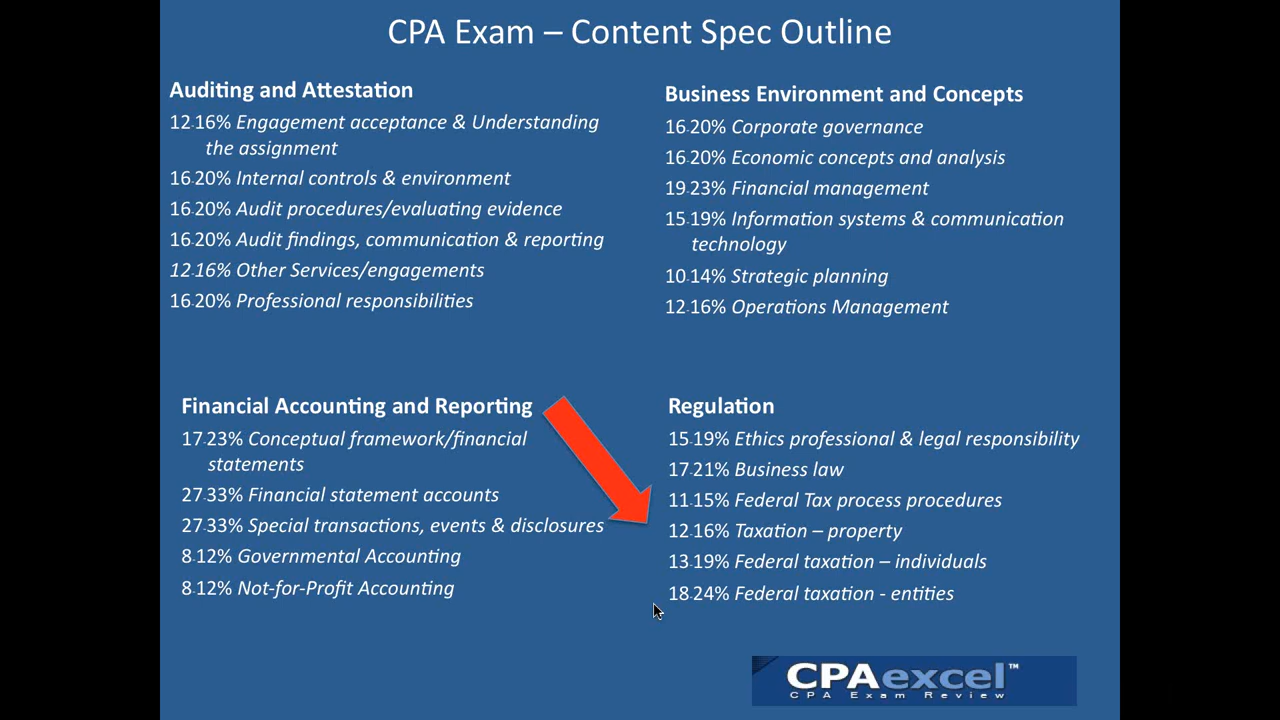 CPA Exam – Content Spec Outline
Auditing and Attestation
12-16% Engagement acceptance & Understanding
the assignment
16-20% Internal controls & environment
16-20% Audit procedures/evaluating evidence
16-20% Audit findings, communication & reporting
12-16% Other Services/engagements
16-20% Professional responsibilities
Business Environment and Concepts
16-20% Corporate governance
16-20% Economic concepts and analysis
19-23% Financial management
15-19% Information systems & communication
technology
10-14% Strategic planning
12-16% Operations Management
Financial Accounting and Reporting
17-23% Conceptual framework/financial
statements
27-33% Financial statement accounts
27-33% Special transactions, events & disclosures
8-12% Governmental Accounting
8-12% Not-for-Profit Accounting
Regulation
15-19% Ethics professional & legal responsibility
17-21% Business law
11-15% Federal Tax process procedures
12-16% Taxation – property
13-19% Federal taxation – individuals
18-24% Federal taxation - entities
CPAexcel™
CPA Exam Review